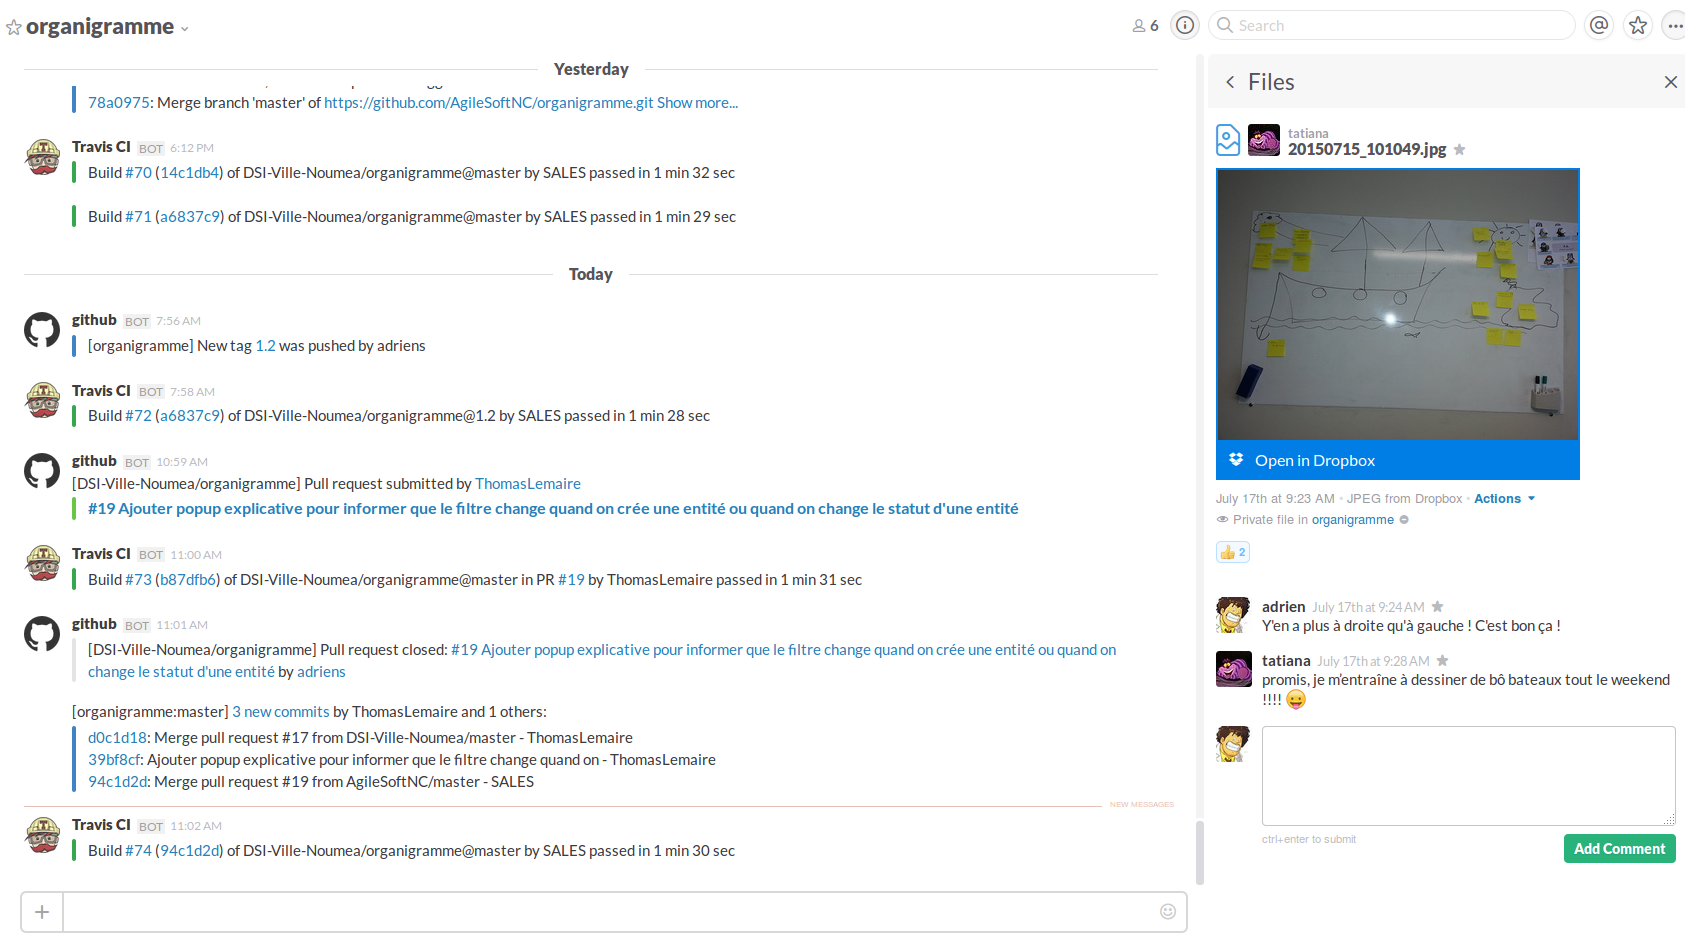 organigramme
6
Search
Yesterday
78a0975: Merge branch 'master' of https://github.com/AgileSoftNC/organigramme.git Show more...
Travis CI BOT 6:12 PM
Build #70 (14c1db4) of DSI-Ville-Noumea/organigramme@master by SALES passed in 1 min 32 sec
Build #71 (a6837c9) of DSI-Ville-Noumea/organigramme@master by SALES passed in 1 min 29 sec
Today
github BOT 7:56 AM
[organigramme] New tag 1.2 was pushed by adriens
Travis CI BOT 7:58 AM
Build #72 (a6837c9) of DSI-Ville-Noumea/organigramme@1.2 by SALES passed in 1 min 28 sec
github BOT 10:59 AM
[DSI-Ville-Noumea/organigramme] Pull request submitted by ThomasLemaire
#19 Ajouter popup explicative pour informer que le filtre change quand on crée une entité ou quand on change le statut d'une entité
Travis CI BOT 11:00 AM
Build #73 (b87dfb6) of DSI-Ville-Noumea/organigramme@master in PR #19 by ThomasLemaire passed in 1 min 31 sec
github BOT 11:01 AM
[DSI-Ville-Noumea/organigramme] Pull request closed: #19 Ajouter popup explicative pour informer que le filtre change quand on crée une entité ou quand on
change le statut d'une entité by adriens
[organigramme:master] 3 new commits by ThomasLemaire and 1 others:
d0c1d18: Merge pull request #17 from DSI-Ville-Noumea/master - ThomasLemaire
39bf8cf: Ajouter popup explicative pour informer que le filtre change quand on - ThomasLemaire
94c1d2d: Merge pull request #19 from AgileSoftNC/master - SALES
NEW MESSAGES
Travis CI BOT 11:02 AM
Build #74 (94c1d2d) of DSI-Ville-Noumea/organigramme@master by SALES passed in 1 min 30 sec
Files
tatiana
20150715_101049.jpg
Open in Dropbox
July 17th at 9:23 AM • JPEG from Dropbox • Actions
Private file in organigramme
2
adrien July 17th at 9:24 AM
Y'en a plus à droite qu'à gauche ! C'est bon ça !
tatiana July 17th at 9:28 AM
promis, je m'entraîne à dessiner de bô bateaux tout le weekend
!!!!
ctrl+enter to submit
Add Comment